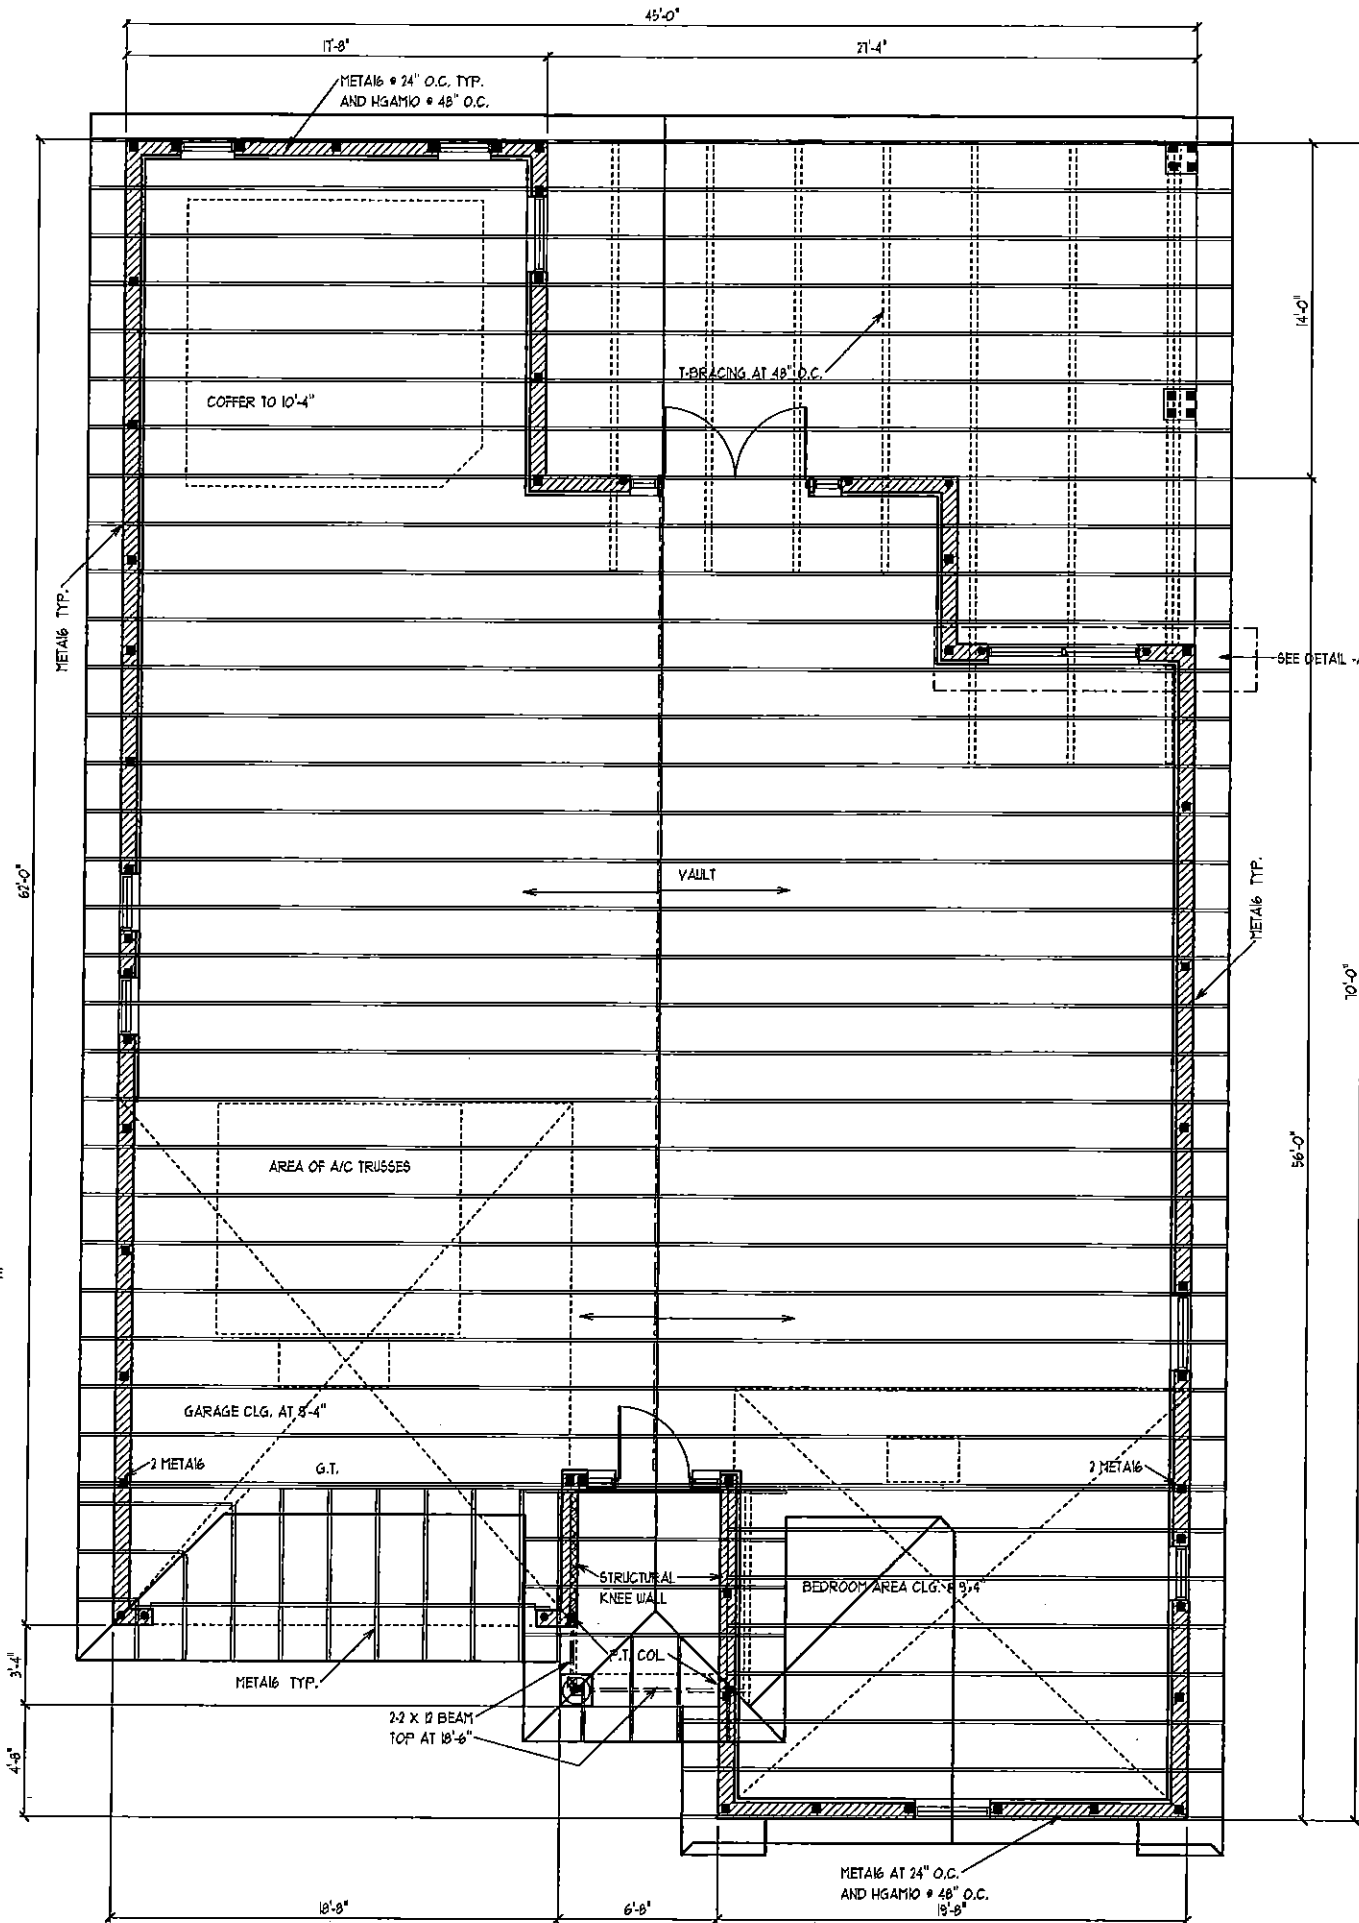 45'-0"
17'-8"
27'-4"
META16 @ 24" O.C. TYP.
AND HGAM10 @ 48" O.C.
14'-0"
T-BRACING AT 48" O.C.
COFFER TO 10'-4"
META16 TYP.
SEE DETAIL
62'-0"
VAULT
META16 TYP.
70'-0"
56'-0"
AREA OF A/C TRUSSES
GARAGE CLG. AT 8'-4"
2 META16
G.T.
2 META16
STRUCTURAL
KNEE WALL
BEDROOM AREA CLG. @ 9'-4"
3'-4"
P.T. COL.
META16 TYP.
2-2 X 12 BEAM
TOP AT 18'-6"
4'-8"
META16 AT 24" O.C.
AND HGAM10 @ 48" O.C.
18'-8"
6'-8"
19'-8"